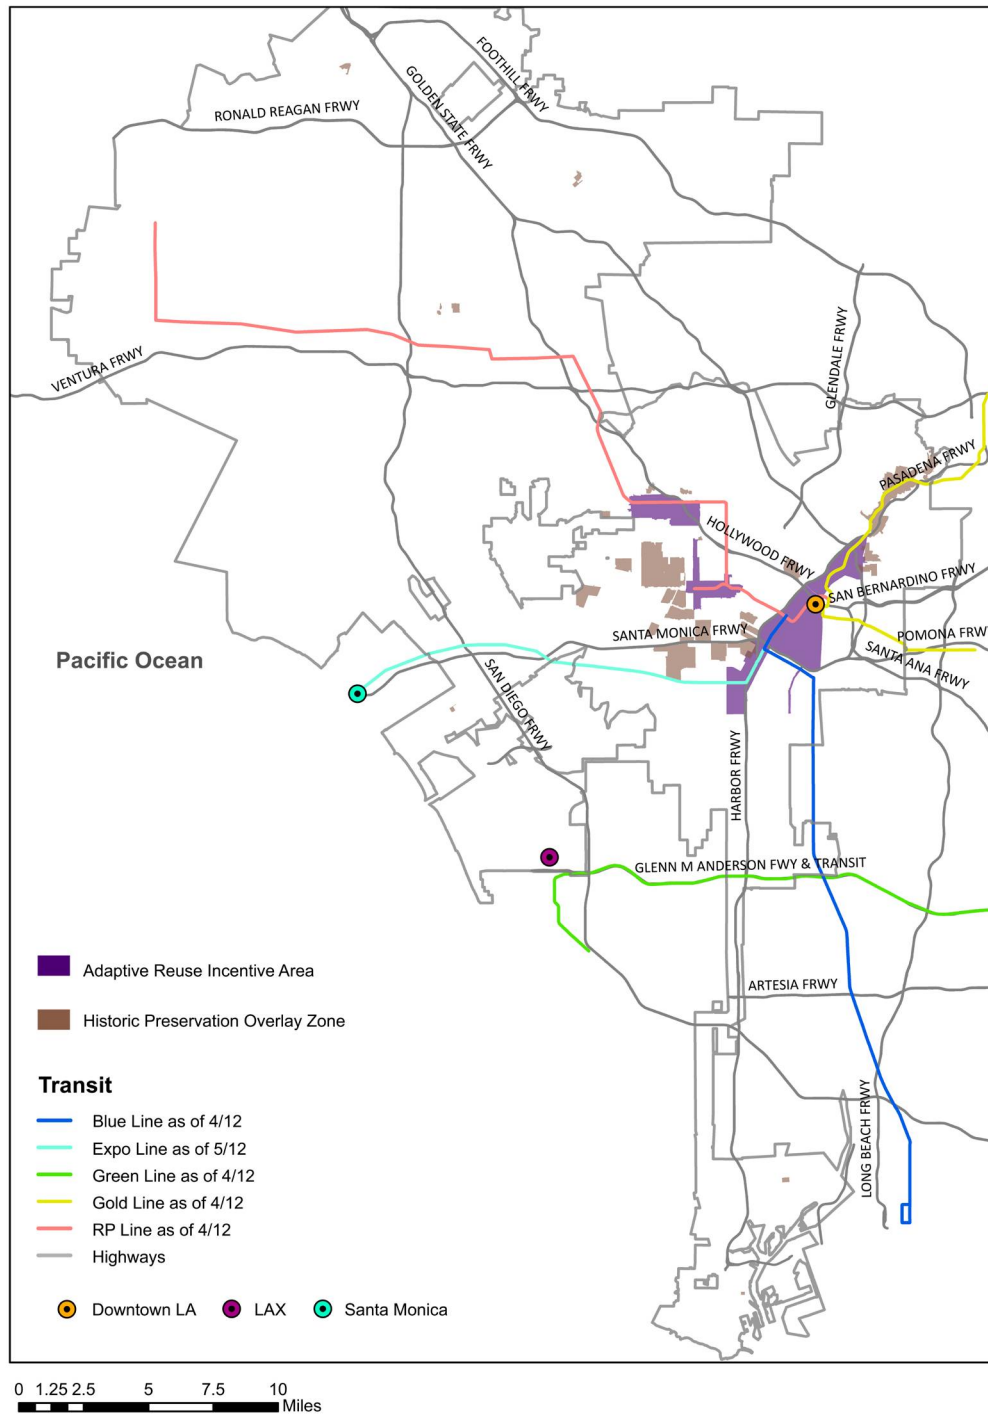 FOOTHILL FRWY
GOLDEN STATE FRWY
RONALD REAGAN FRWY
VENTURA FRWY
GLENDALE FRWY
PASADENA FRWY
HOLLYWOOD FRWY
SAN BERNARDINO FRWY
SANTA MONICA FRWY
POMONA FRWY
SANTA ANA FRWY
Pacific Ocean
SAN DIEGO FRWY
HARBOR FRWY
GLENN M ANDERSON FWY & TRANSIT
ARTESIA FRWY
LONG BEACH FRWY
Adaptive Reuse Incentive Area
Historic Preservation Overlay Zone
Transit
Blue Line as of 4/12
Expo Line as of 5/12
Green Line as of 4/12
Gold Line as of 4/12
RP Line as of 4/12
Highways
Downtown LA LAX Santa Monica
0 1.25 2.5 5 7.5 10
Miles